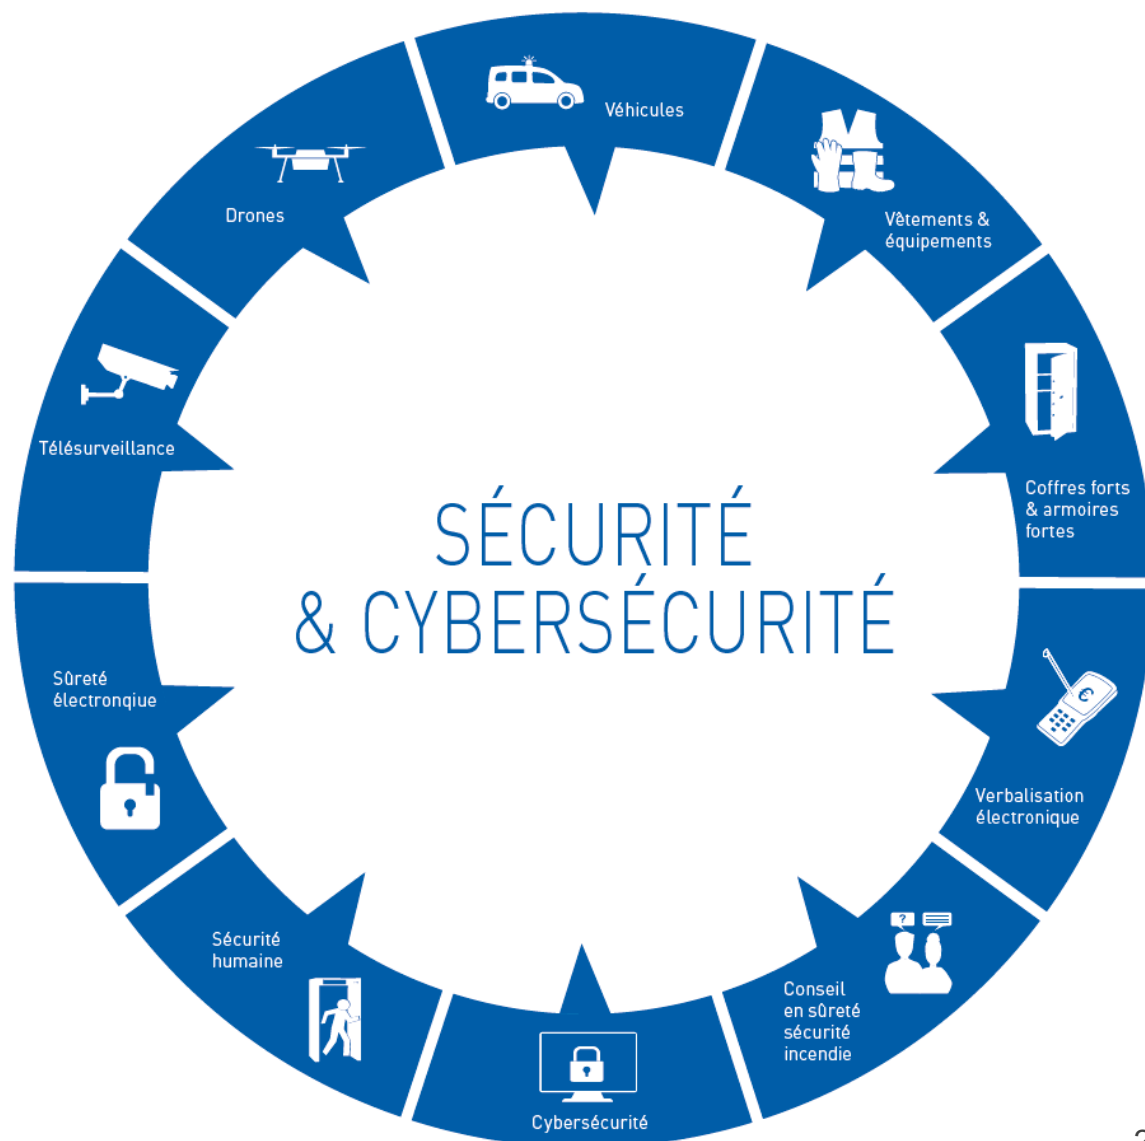 Véhicules
Vêtements &
équipements
Coffres forts
& armoires
fortes
Verbalisation
électronique
Conseil
en sûreté
sécurité
incendie
Cybersécurité
Sécurité
humaine
Sûreté
électronqiue
Télésurveillance
Drones
SÉCURITÉ
& CYBERSÉCURITÉ
€
?